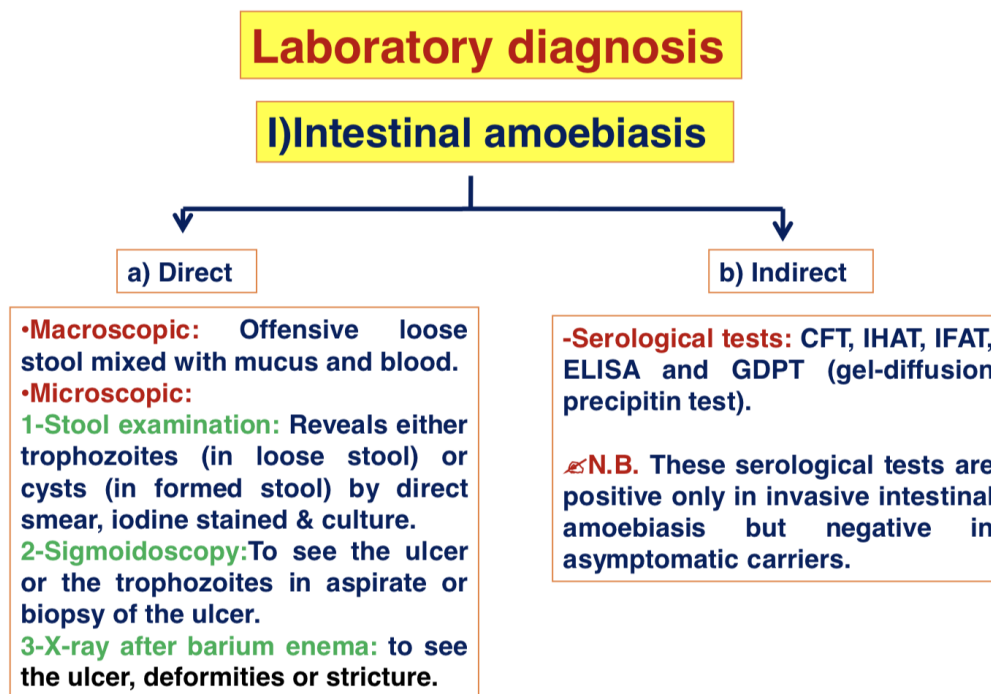 Laboratory diagnosis
I)Intestinal amoebiasis
a) Direct
•Macroscopic: Offensive loose
stool mixed with mucus and blood.
•Microscopic:
1-Stool examination: Reveals either
trophozoites (in loose stool) or
cysts (in formed stool) by direct
smear, iodine stained & culture.
2-Sigmoidoscopy:To see the ulcer
or the trophozoites in aspirate or
biopsy of the ulcer.
3-X-ray after barium enema: to see
the ulcer, deformities or stricture.
b) Indirect
-Serological tests: CFT, IHAT, IFAT,
ELISA and GDPT (gel-diffusion
precipitin test).
✍N.B. These serological tests are
positive only in invasive intestinal
amoebiasis but negative in
asymptomatic carriers.